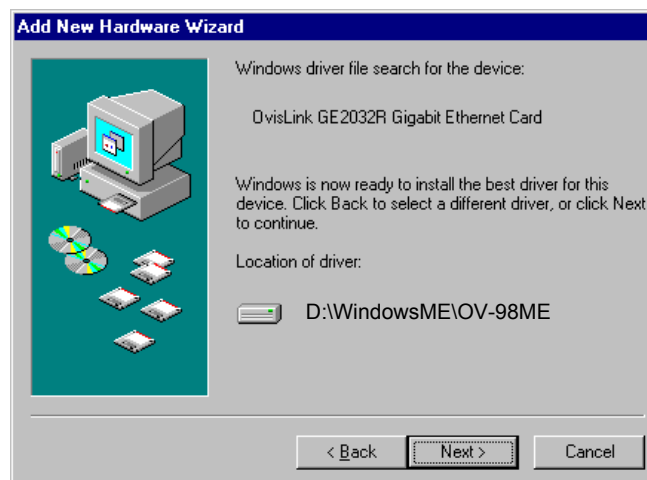 Add New Hardware Wizard
Windows driver file search for the device:
OvisLink GE2032R Gigabit Ethernet Card
Windows is now ready to install the best driver for this
device. Click Back to select a different driver, or click Next
to continue.
Location of driver:
D:\WindowsME\OV-98ME
< Back
Next >
Cancel